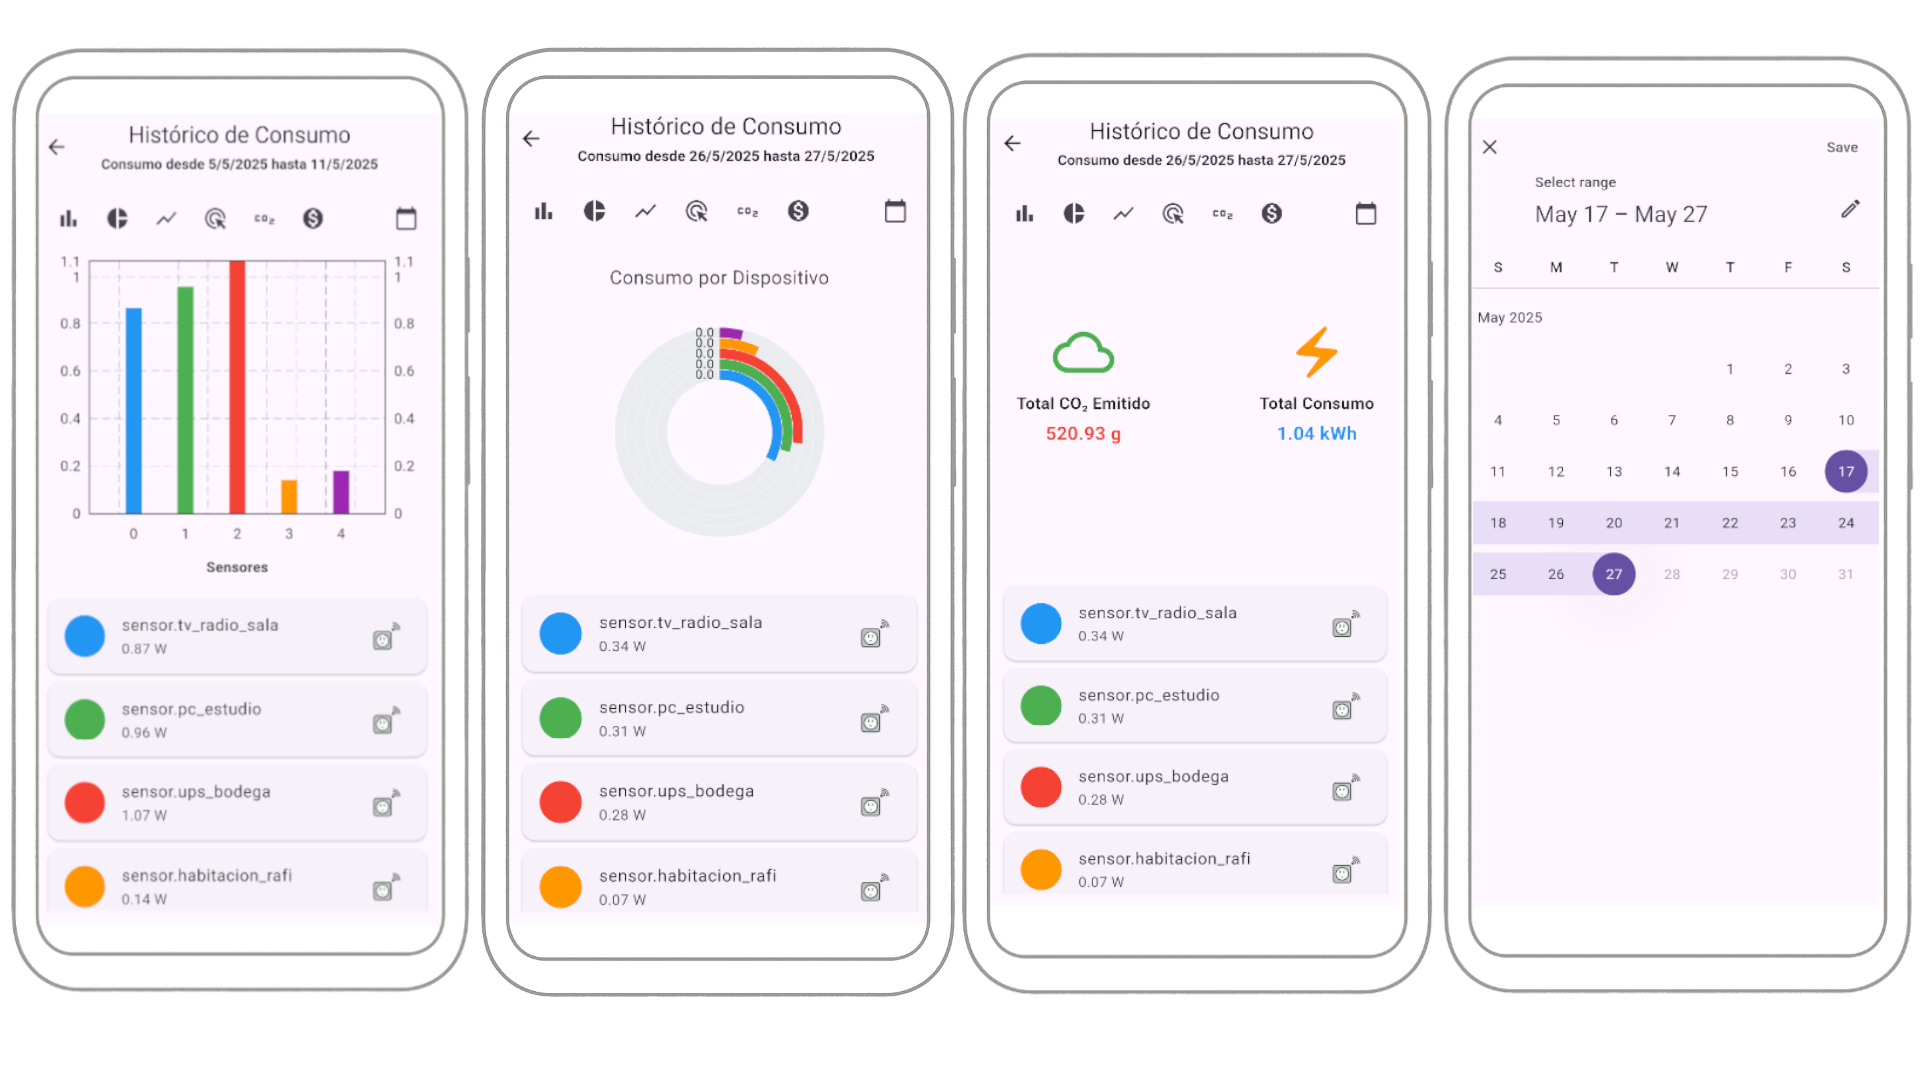 Histórico de Consumo
Consumo desde 5/5/2025 hasta 11/5/2025
CO₂
1.1 1.1
1 1
0.8 0.8
0.6 0.6
0.4 0.4
0.2 0.2
0 0
0 1 2 3 4
Sensores
sensor.tv_radio_sala
0.87 W
sensor.pc_estudio
0.96 W
sensor.ups_bodega
1.07 W
sensor.habitacion_rafi
0.14 W
Histórico de Consumo
Consumo desde 26/5/2025 hasta 27/5/2025
CO₂
Consumo por Dispositivo
0.0
0.0
0.0
0.0
0.0
sensor.tv_radio_sala
0.34 W
sensor.pc_estudio
0.31 W
sensor.ups_bodega
0.28 W
sensor.habitacion_rafi
0.07 W
Histórico de Consumo
Consumo desde 26/5/2025 hasta 27/5/2025
CO₂
Total CO₂ Emitido
520.93 g
Total Consumo
1.04 kWh
sensor.tv_radio_sala
0.34 W
sensor.pc_estudio
0.31 W
sensor.ups_bodega
0.28 W
sensor.habitacion_rafi
0.07 W
Save
Select range
May 17 – May 27
S M T W T F S
May 2025
1 2 3
4 5 6 7 8 9 10
11 12 13 14 15 16 17
18 19 20 21 22 23 24
25 26 27 28 29 30 31